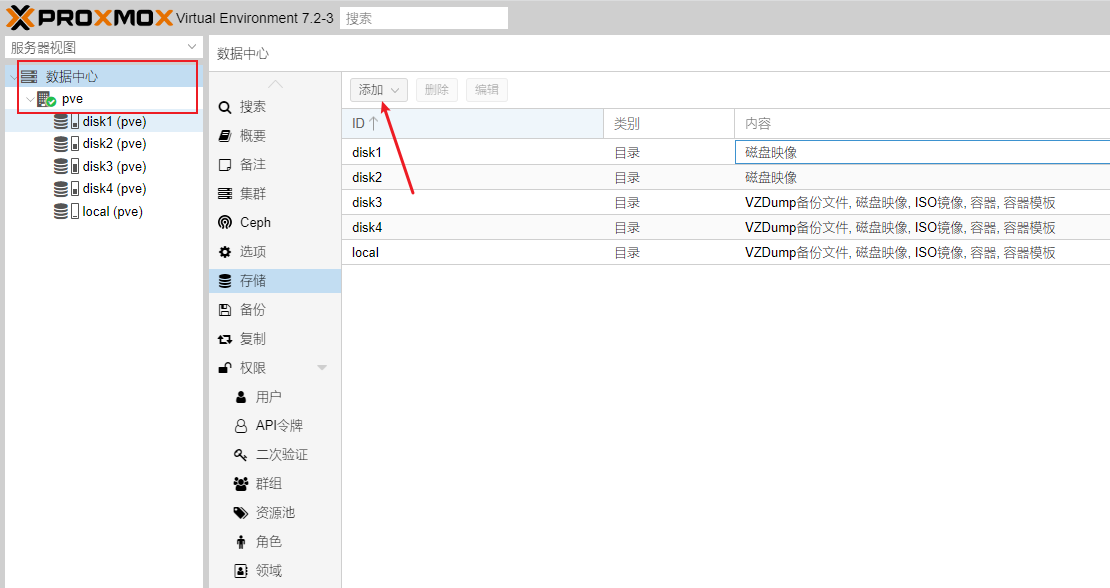 PROXMOX Virtual Environment 7.2-3 搜索
服务器视图
数据中心
pve
disk1 (pve)
disk2 (pve)
disk3 (pve)
disk4 (pve)
local (pve)
数据中心
搜索
概要
备注
集群
Ceph
选项
存储
备份
复制
权限
用户
API令牌
二次验证
群组
资源池
角色
领域
添加 删除 编辑
ID 类别 内容
disk1 目录 磁盘映像
disk2 目录 磁盘映像
disk3 目录 VZDump备份文件, 磁盘映像, ISO镜像, 容器, 容器模板
disk4 目录 VZDump备份文件, 磁盘映像, ISO镜像, 容器, 容器模板
local 目录 VZDump备份文件, 磁盘映像, ISO镜像, 容器, 容器模板